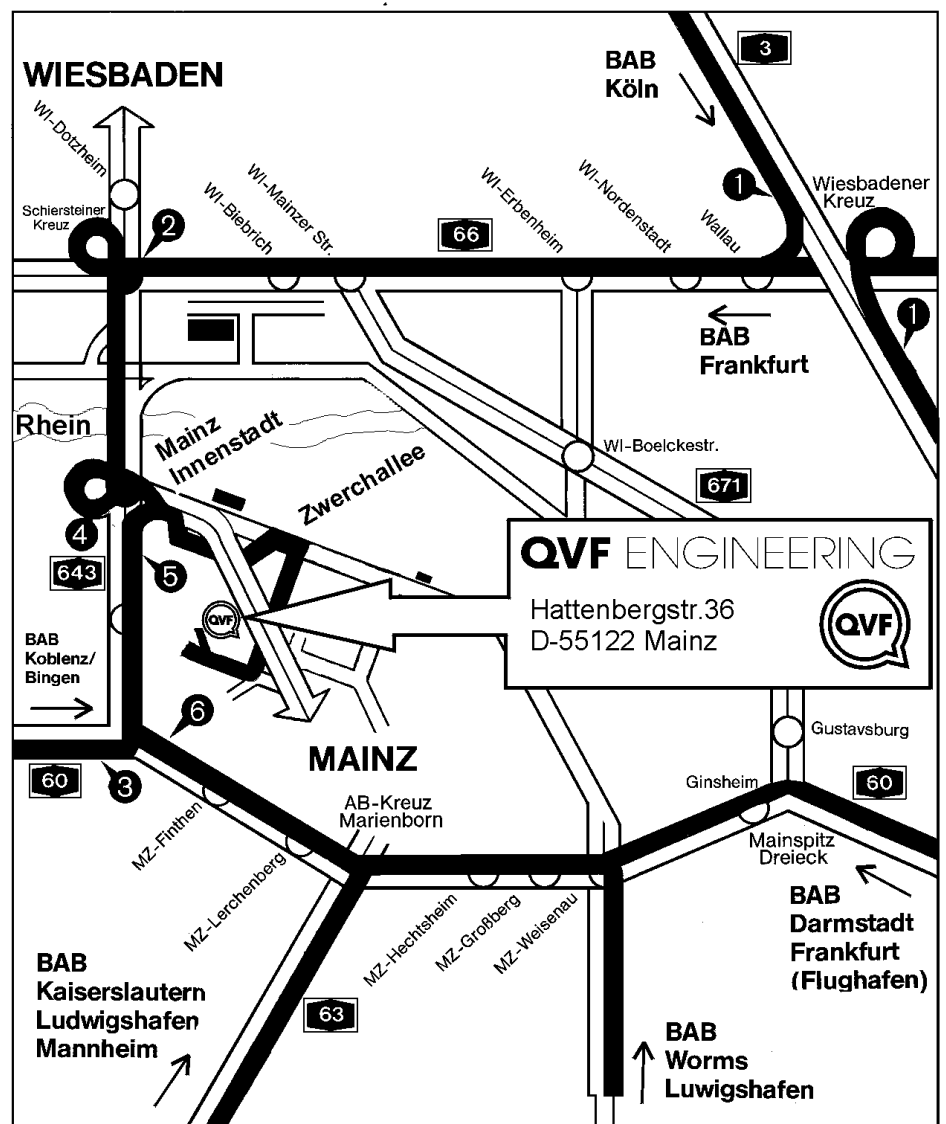 3
BAB
Köln
WIESBADEN
WI-Dotzheim
Schiersteiner
Kreuz
2
WI-Biebrich
WI-Mainzer Str.
66
WI-Erbenheim
WI-Nordenstadt
Wallau
1
Wiesbadener
Kreuz
1
BAB
Frankfurt
Rhein
Mainz
Innenstadt
Zwerchallee
WI-Boelckestr.
671
4
643
5
QVF ENGINEERING
Hattenbergstr.36
D-55122 Mainz
QVF
QVF
BAB
Koblenz/
Bingen
6
MAINZ
Gustavsburg
60
3
MZ-Finthen
MZ-Lerchenberg
AB-Kreuz
Marienborn
Ginsheim
60
Mainspitz
Dreieck
MZ-Hechtsheim
MZ-Großberg
MZ-Weisenau
BAB
Darmstadt
Frankfurt
(Flughafen)
BAB
Kaiserslautern
Ludwigshafen
Mannheim
63
BAB
Worms
Luwigshafen